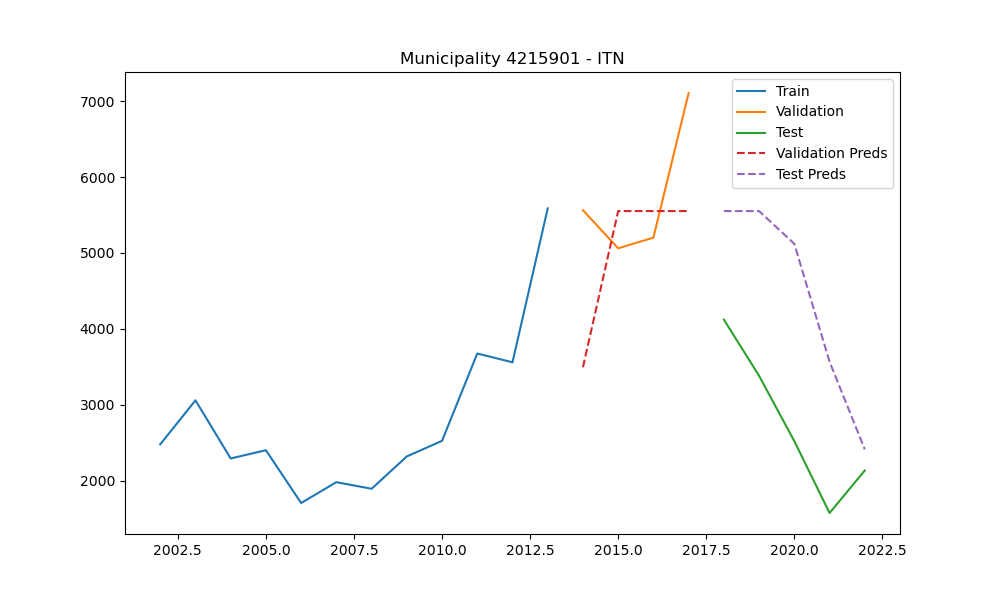 Municipality 4215901 - ITN
Train
Validation
Test
Validation Preds
Test Preds
7000
6000
5000
4000
3000
2000
2002.5 2005.0 2007.5 2010.0 2012.5 2015.0 2017.5 2020.0 2022.5